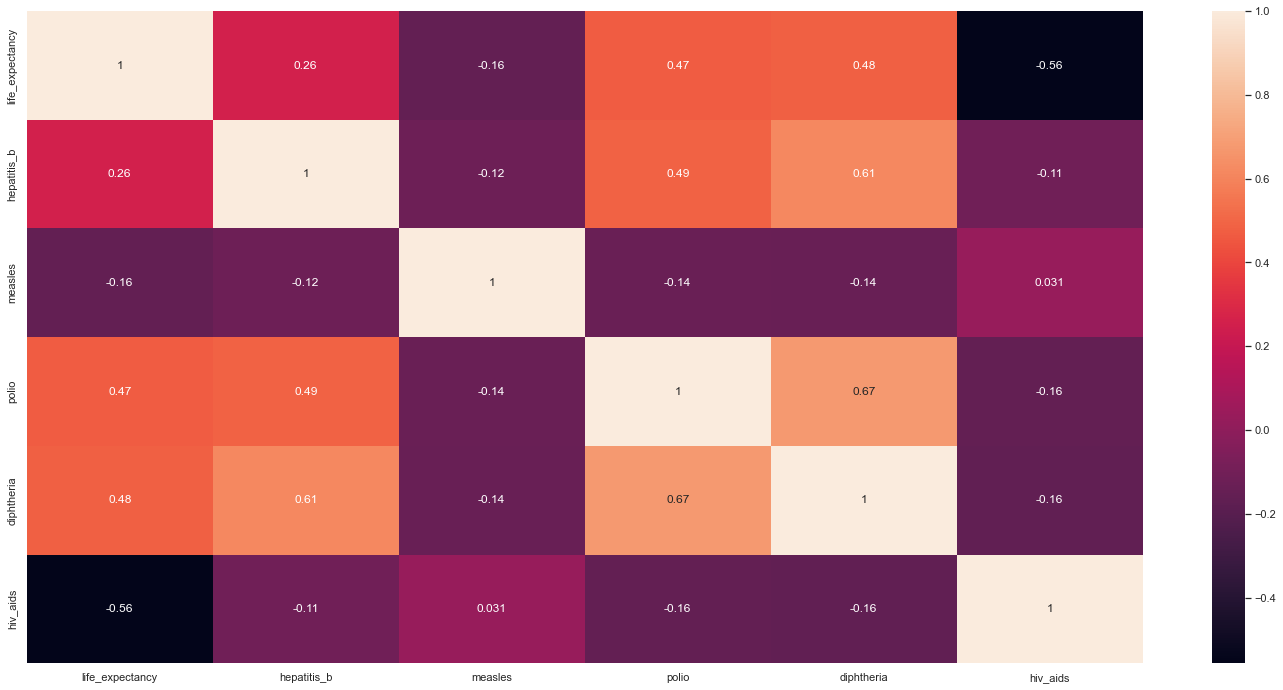 life_expectancy 1 0.26 -0.16 0.47 0.48 -0.56
hepatitis_b 0.26 1 -0.12 0.49 0.61 -0.11
measles -0.16 -0.12 1 -0.14 -0.14 0.031
polio 0.47 0.49 -0.14 1 0.67 -0.16
diphtheria 0.48 0.61 -0.14 0.67 1 -0.16
hiv_aids -0.56 -0.11 0.031 -0.16 -0.16 1
life_expectancy hepatitis_b measles polio diphtheria hiv_aids
1.0
0.8
0.6
0.4
0.2
0.0
-0.2
-0.4